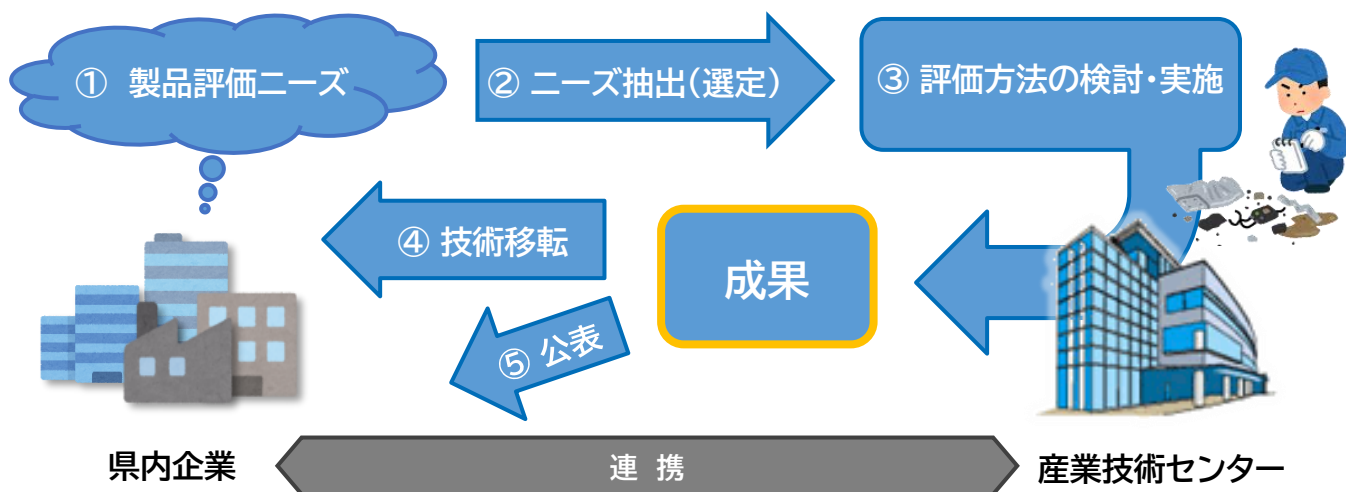 ① 製品評価ニーズ
② ニーズ抽出(選定)
③ 評価方法の検討・実施
④ 技術移転
成果
⑤ 公表
県内企業
連 携
産業技術センター